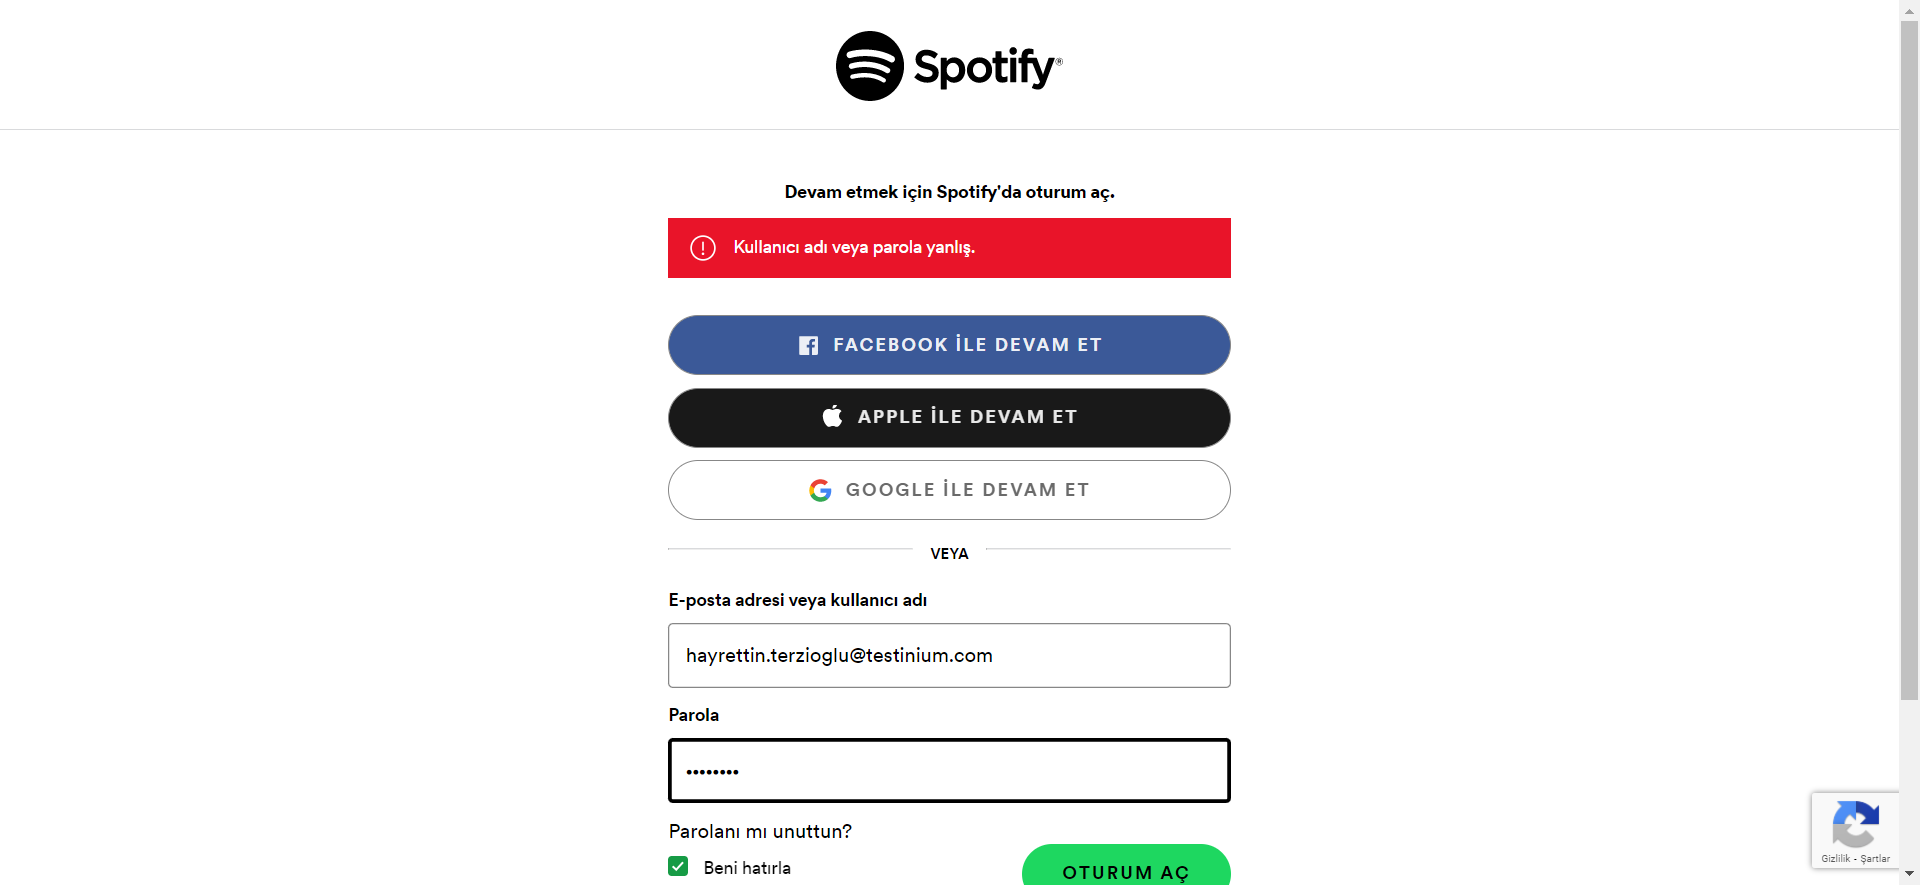 Spotify®
Devam etmek için Spotify'da oturum aç.
Kullanıcı adı veya parola yanlış.
FACEBOOK İLE DEVAM ET
APPLE İLE DEVAM ET
GOOGLE İLE DEVAM ET
VEYA
E-posta adresi veya kullanıcı adı
hayrettin.terzioglu@testinium.com
Parola
••••••••
Parolanı mı unuttun?
Beni hatırla
OTURUM AÇ
Gizlilik - Şartlar